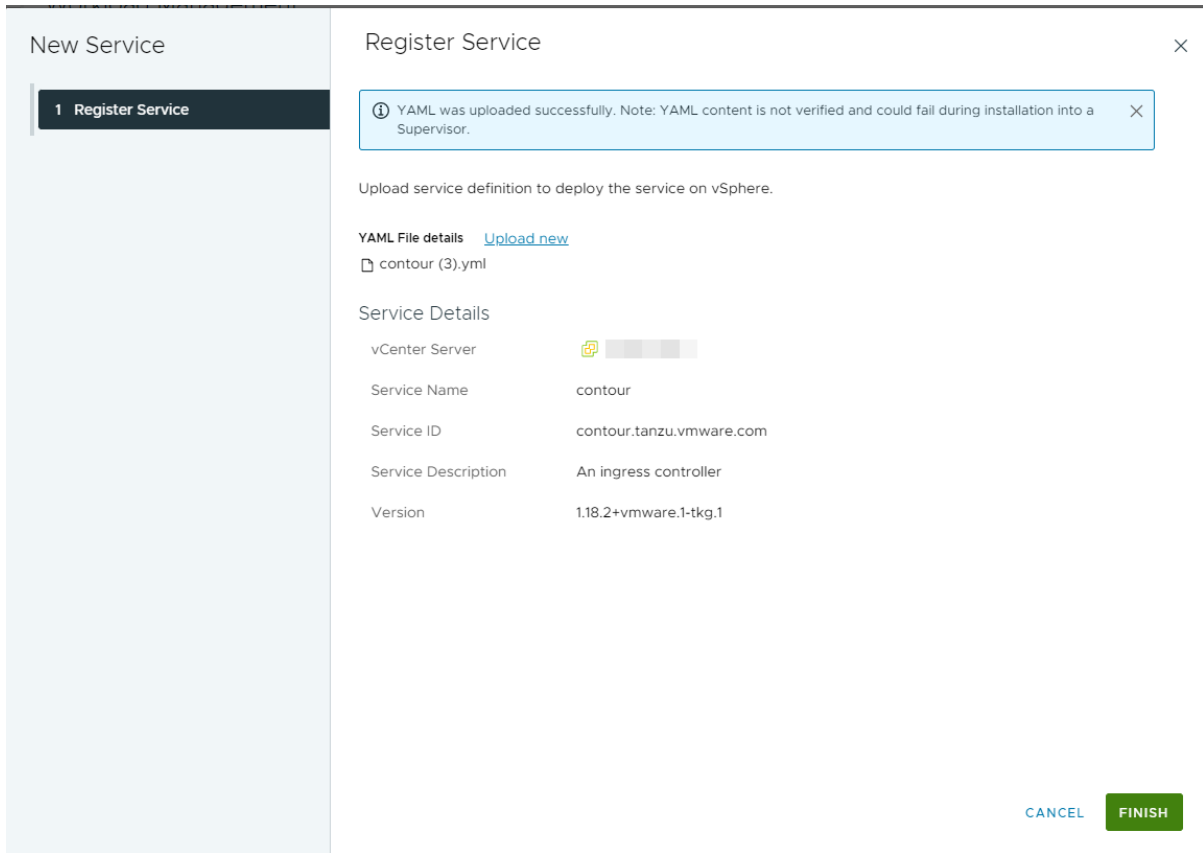 New Service
Register Service
1 Register Service
YAML was uploaded successfully. Note: YAML content is not verified and could fail during installation into a
Supervisor.
Upload service definition to deploy the service on vSphere.
YAML File details Upload new
contour (3).yml
Service Details
vCenter Server
Service Name contour
Service ID contour.tanzu.vmware.com
Service Description An ingress controller
Version 1.18.2+vmware.1-tkg.1
CANCEL FINISH